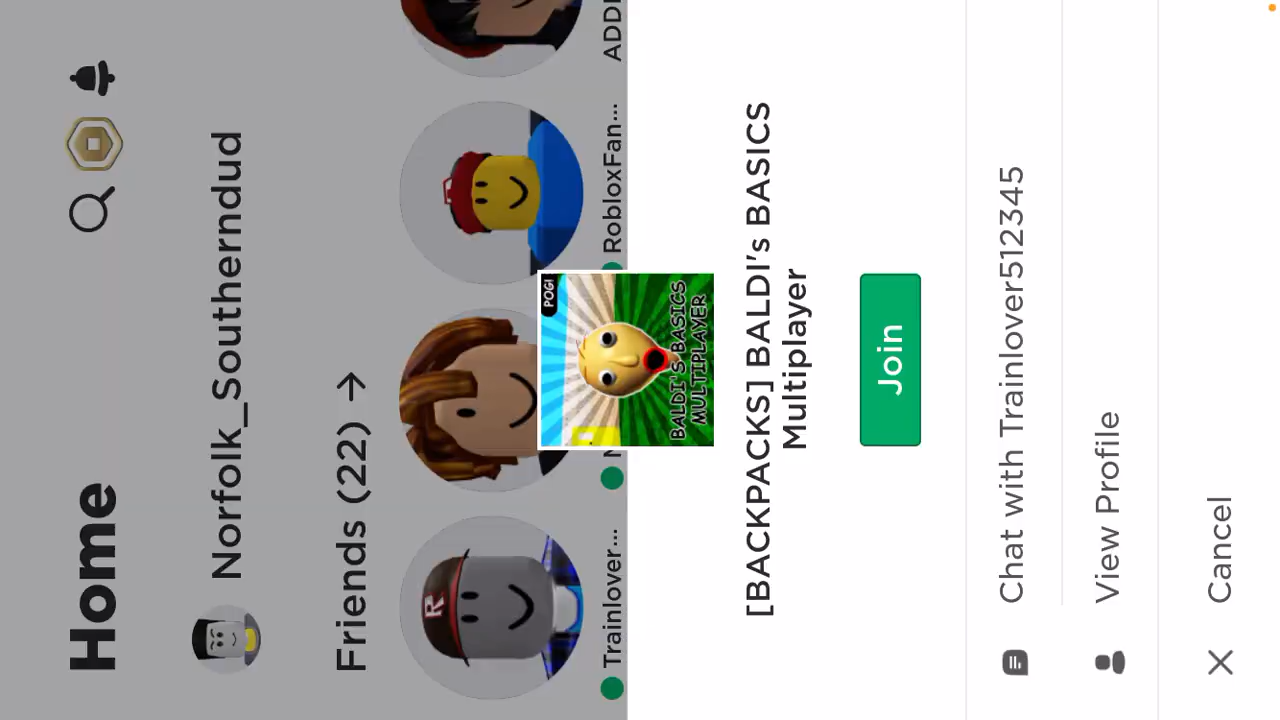 Home
Norfolk_Southerndud
Friends (22) →
Trainlover...
N
RobloxFan...
ADDI
POG!
BALDI'S BASICS
MULTIPLAYER
[BACKPACKS] BALDI's BASICS
Multiplayer
Join
Chat with Trainlover512345
View Profile
Cancel